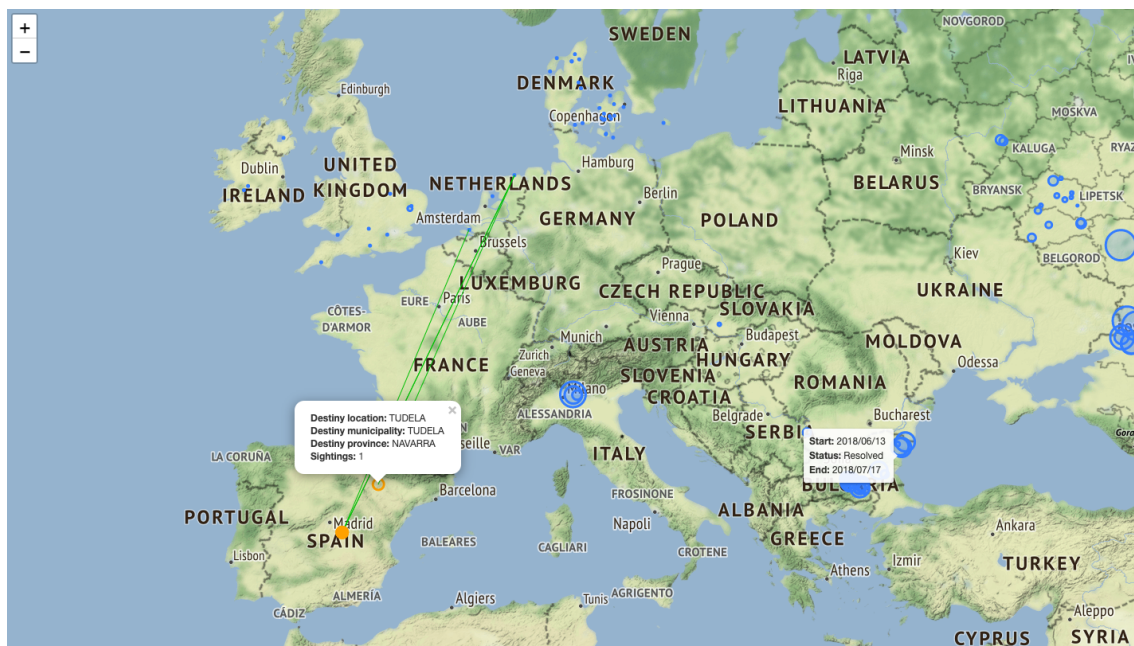 +
−
NOVGOROD
SWEDEN
LATVIA
Riga
DENMARK
Edinburgh
LITHUANIA
MOSKVA
Copenhagen
KALUGA
RYAZ
Minsk
UNITED
KINGDOM
Dublin
Hamburg
NETHERLANDS
BELARUS
BRYANSK
LIPETSK
IRELAND
Berlin
Amsterdam
GERMANY
POLAND
Brussels
Kiev
BELGOROD
Prague
LUXEMBURG
CZECH REPUBLIC
UKRAINE
EURE
Paris
SLOVAKIA
CÔTES-
D'ARMOR
AUBE
Vienna
Munich
Budapest
AUSTRIA
MOLDOVA
Zurich
HUNGARY
Odessa
FRANCE
Geneva
SLOVENIA
ROMANIA
Milano
CROATIA
ALESSANDRIA
Belgrade
Bucharest
×
Destiny location: TUDELA
Destiny municipality: TUDELA
Destiny province: NAVARRA
Sightings: 1
SERBIA
Start: 2018/06/13
Status: Resolved
End: 2018/07/17
VAR
ITALY
LA CORUÑA
BULGARIA
Barcelona
FROSINONE
ALBANIA
PORTUGAL
Madrid
Napoli
Ankara
SPAIN
BALEARES
CAGLIARI
CROTENE
GREECE
Lisbon
Athens
Izmir
TURKEY
ALMERÍA
Algiers
Tunis
AGRIGENTO
CÁDIZ
Aleppo
CYPRUS
SYRIA